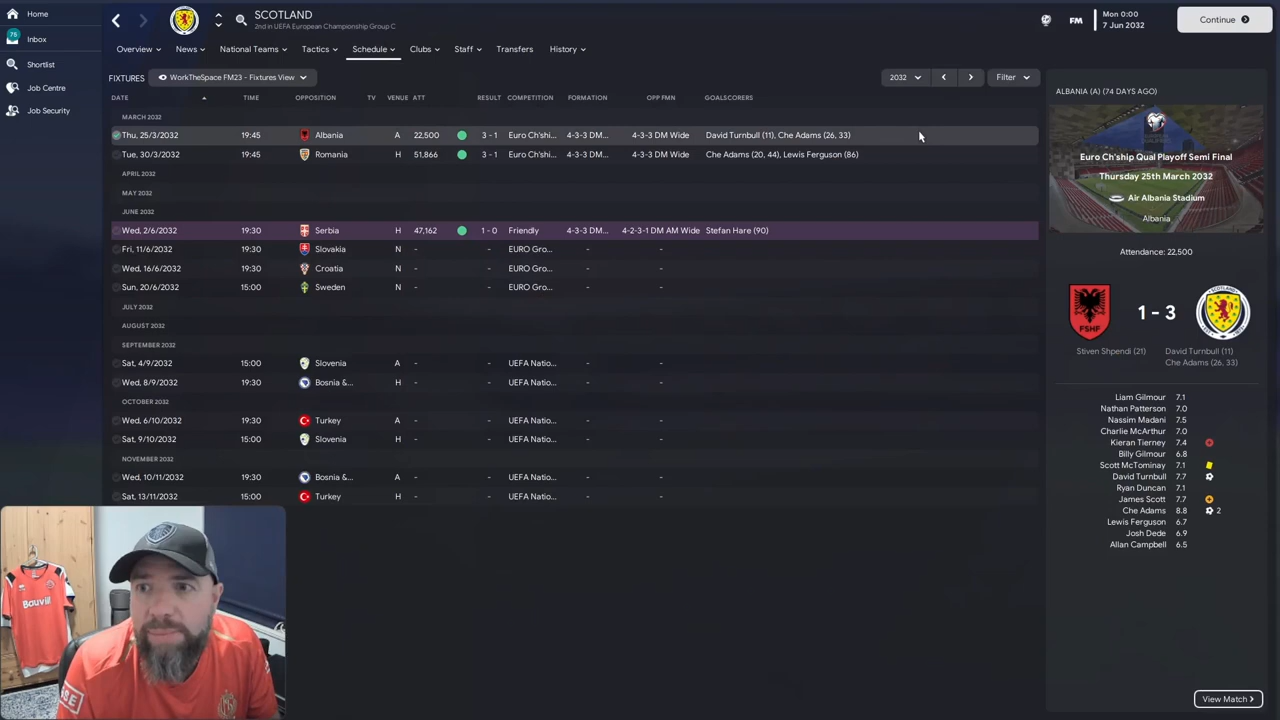 Home
75
Inbox
Shortlist
Job Centre
Job Security
SCOTLAND
2nd in UEFA European Championship Group C
FM
Mon 0:00
7 Jun 2032
Continue
Overview
News
National Teams
Tactics
Schedule
Clubs
Staff
Transfers
History
FIXTURES
WorkTheSpace FM23 - Fixtures View
2032
Filter
DATE TIME OPPOSITION TV VENUE ATT RESULT COMPETITION FORMATION OPP FMN GOALSCORERS
MARCH 2032
Thu, 25/3/2032 19:45 Albania A 22,500 3 - 1 Euro Ch'shi... 4-3-3 DM... 4-3-3 DM Wide David Turnbull (11), Che Adams (26, 33)
Tue, 30/3/2032 19:45 Romania H 51,866 3 - 1 Euro Ch'shi... 4-3-3 DM... 4-3-3 DM Wide Che Adams (20, 44), Lewis Ferguson (86)
APRIL 2032
MAY 2032
JUNE 2032
Wed, 2/6/2032 19:30 Serbia H 47,162 1 - 0 Friendly 4-3-3 DM... 4-2-3-1 DM AM Wide Stefan Hare (90)
Fri, 11/6/2032 19:30 Slovakia N - - EURO Gro... - -
Wed, 16/6/2032 19:30 Croatia N - - EURO Gro... - -
Sun, 20/6/2032 15:00 Sweden N - - EURO Gro... - -
JULY 2032
AUGUST 2032
SEPTEMBER 2032
Sat, 4/9/2032 15:00 Slovenia A - - UEFA Natio... - -
Wed, 8/9/2032 19:30 Bosnia &... H - - UEFA Natio... - -
OCTOBER 2032
Wed, 6/10/2032 19:30 Turkey A - - UEFA Natio... - -
Sat, 9/10/2032 15:00 Slovenia H - - UEFA Natio... - -
NOVEMBER 2032
Wed, 10/11/2032 19:30 Bosnia &... A - - UEFA Natio... - -
Sat, 13/11/2032 15:00 Turkey H - - UEFA Natio... - -
ALBANIA (A) (74 DAYS AGO)
Euro Ch'ship Qual Playoff Semi Final
Thursday 25th March 2032
Air Albania Stadium
Albania
Attendance: 22,500
FSHF
1 - 3
SCOTLAND
Stiven Shpendi (21)
David Turnbull (11)
Che Adams (26, 33)
Liam Gilmour 7.1
Nathan Patterson 7.0
Nassim Madani 7.5
Charlie McArthur 7.0
Kieran Tierney 7.4
Billy Gilmour 6.8
Scott McTominay 7.1
David Turnbull 7.7
Ryan Duncan 7.1
James Scott 7.7
Che Adams 8.8 2
Lewis Ferguson 6.7
Josh Dede 6.9
Allan Campbell 6.5
View Match
Bauvill